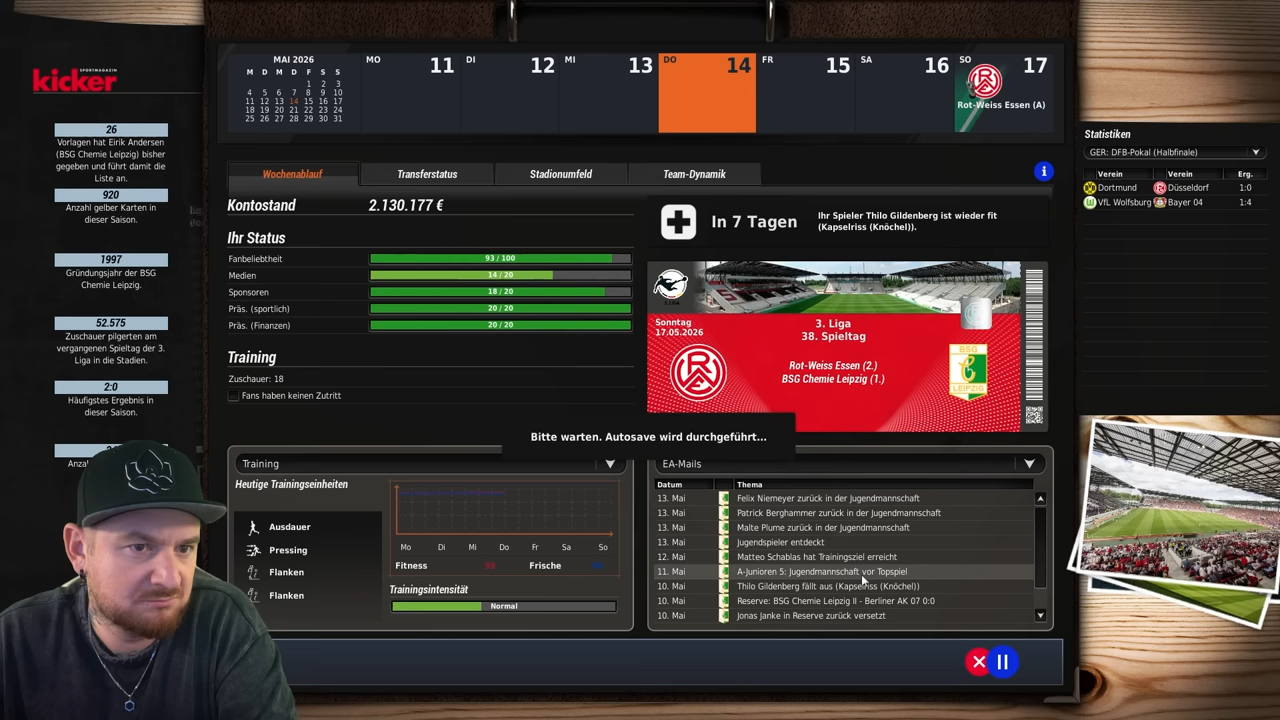 kicker
SPORTMAGAZIN
26
Vorlagen hat Eirik Andersen
(BSG Chemie Leipzig) bisher
gegeben und führt damit die
Liste an.
920
Anzahl gelber Karten in
dieser Saison.
1997
Gründungsjahr der BSG
Chemie Leipzig.
52.575
Zuschauer pilgerten am
vergangenen Spieltag der 3.
Liga in die Stadien.
2:0
Häufigstes Ergebnis in
dieser Saison.
MAI 2026
M D M D F S S
1 2 3
4 5 6 7 8 9 10
11 12 13 14 15 16 17
18 19 20 21 22 23 24
25 26 27 28 29 30 31
MO 11
DI 12
MI 13
DO 14
FR 15
SA 16
SO 17
Rot-Weiss Essen (A)
Wochenablauf
Transferstatus
Stadionumfeld
Team-Dynamik
i
Kontostand 2.130.177 €
Ihr Status
Fanbeliebtheit 93 / 100
Medien 14 / 20
Sponsoren 18 / 20
Präs. (sportlich) 20 / 20
Präs. (Finanzen) 20 / 20
Training
Zuschauer: 18
Fans haben keinen Zutritt
In 7 Tagen
Ihr Spieler Thilo Gildenberg ist wieder fit
(Kapselriss (Knöchel)).
Sonntag
17.05.2026
3. Liga
38. Spieltag
Rot-Weiss Essen (2.)
BSG Chemie Leipzig (1.)
BSG
LEIPZIG
Bitte warten. Autosave wird durchgeführt...
Training
Heutige Trainingseinheiten
Ausdauer
Pressing
Flanken
Flanken
Mo Di Mi Do Fr Sa So
Fitness
Frische
Trainingsintensität
Normal
EA-Mails
Datum Thema
13. Mai Felix Niemeyer zurück in der Jugendmannschaft
13. Mai Patrick Berghammer zurück in der Jugendmannschaft
13. Mai Malte Plume zurück in der Jugendmannschaft
13. Mai Jugendspieler entdeckt
12. Mai Matteo Schablas hat Trainingsziel erreicht
11. Mai A-Junioren 5: Jugendmannschaft vor Topspiel
10. Mai Thilo Gildenberg fällt aus (Kapselriss (Knöchel))
10. Mai Reserve: BSG Chemie Leipzig II - Berliner AK 07 0:0
10. Mai Jonas Janke in Reserve zurück versetzt
Statistiken
GER: DFB-Pokal (Halbfinale)
Verein Verein Erg.
Dortmund Düsseldorf 1:0
VfL Wolfsburg Bayer 04 1:4